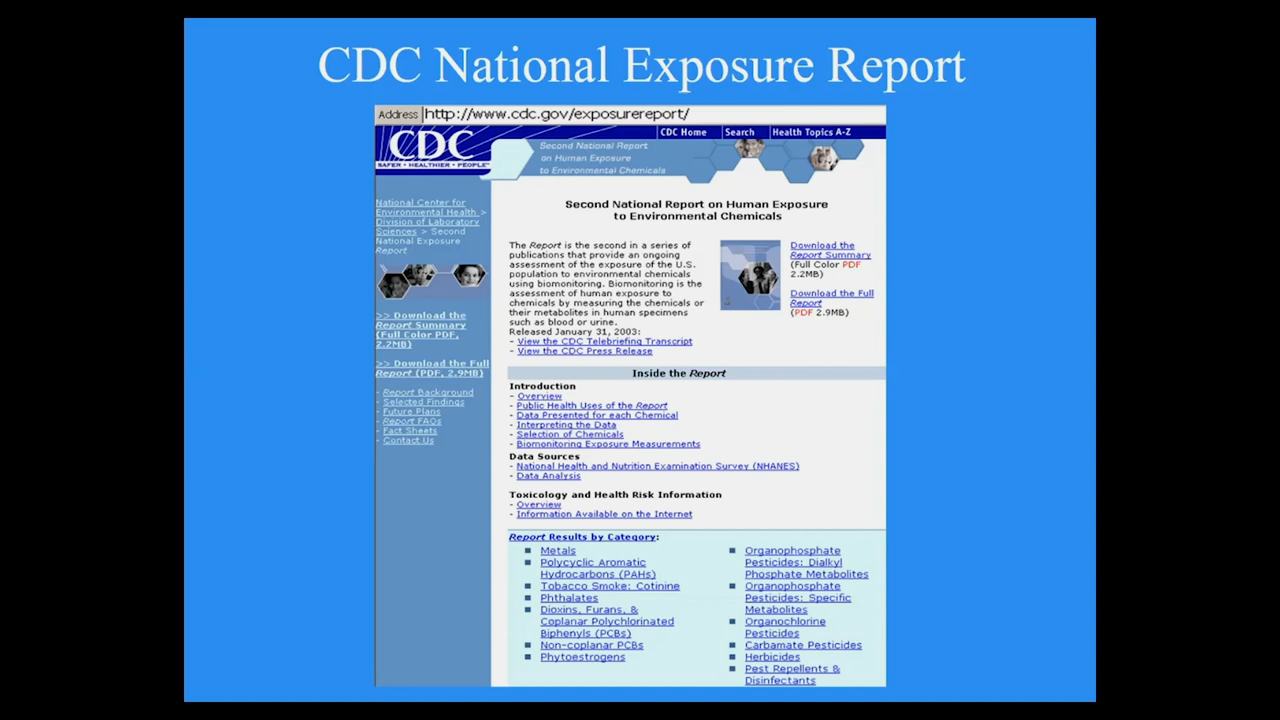 CDC National Exposure Report
Address http://www.cdc.gov/exposurereport/
CDC
SAFER • HEALTHIER • PEOPLE™
CDC Home
Search
Health Topics A-Z
Second National Report
on Human Exposure
to Environmental Chemicals
National Center for
Environmental Health >
Division of Laboratory
Sciences > Second
National Exposure
Report
>> Download the
Report Summary
(Full Color PDF,
2.2MB)
>> Download the Full
Report (PDF, 2.9MB)
- Report Background
- Selected Findings
- Future Plans
- Report FAQs
- Fact Sheets
- Contact Us
Second National Report on Human Exposure
to Environmental Chemicals
The Report is the second in a series of
publications that provide an ongoing
assessment of the exposure of the U.S.
population to environmental chemicals
using biomonitoring. Biomonitoring is the
assessment of human exposure to
chemicals by measuring the chemicals or
their metabolites in human specimens
such as blood or urine.
Released January 31, 2003:
- View the CDC Telebriefing Transcript
- View the CDC Press Release
Download the
Report Summary
(Full Color PDF
2.2MB)
Download the Full
Report
(PDF 2.9MB)
Inside the Report
Introduction
- Overview
- Public Health Uses of the Report
- Data Presented for each Chemical
- Interpreting the Data
- Selection of Chemicals
- Biomonitoring Exposure Measurements
Data Sources
- National Health and Nutrition Examination Survey (NHANES)
- Data Analysis
Toxicology and Health Risk Information
- Overview
- Information Available on the Internet
Report Results by Category:
Metals
Polycyclic Aromatic
Hydrocarbons (PAHs)
Tobacco Smoke: Cotinine
Phthalates
Dioxins, Furans, &
Coplanar Polychlorinated
Biphenyls (PCBs)
Non-coplanar PCBs
Phytoestrogens
Organophosphate
Pesticides: Dialkyl
Phosphate Metabolites
Organophosphate
Pesticides: Specific
Metabolites
Organochlorine
Pesticides
Carbamate Pesticides
Herbicides
Pest Repellents &
Disinfectants